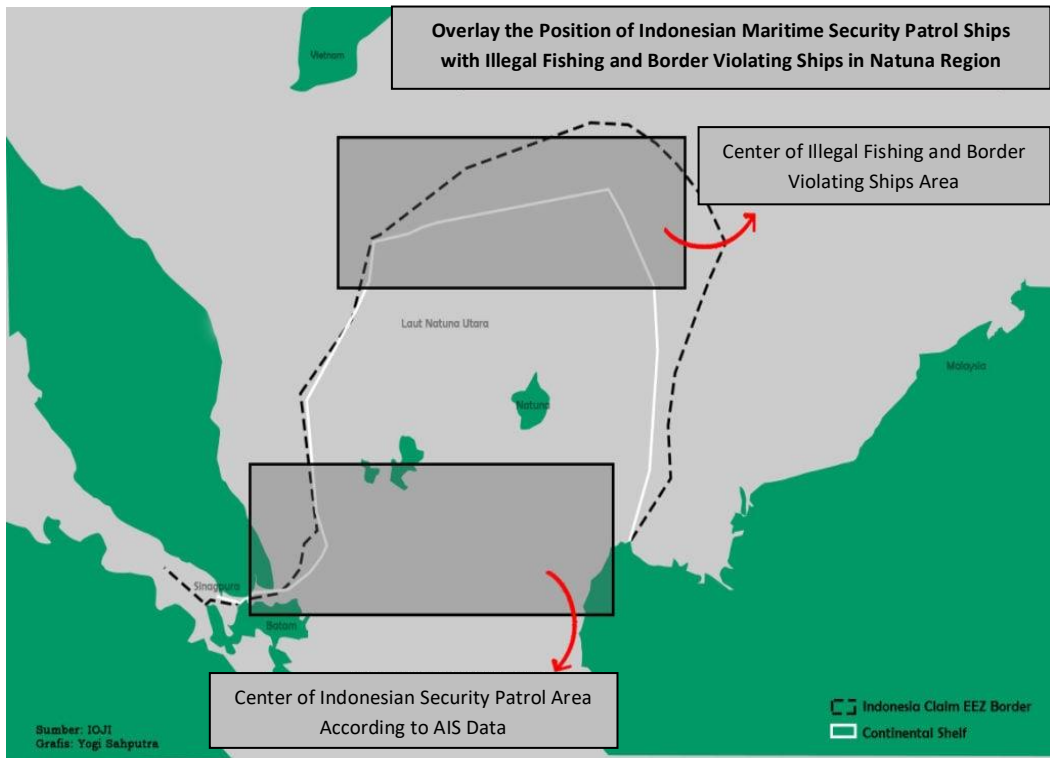 Overlay the Position of Indonesian Maritime Security Patrol Ships
with Illegal Fishing and Border Violating Ships in Natuna Region
Vietnam
Center of Illegal Fishing and Border
Violating Ships Area
Laut Natuna Utara
Malaysia
Natuna
Sinagpura
Batam
Center of Indonesian Security Patrol Area
According to AIS Data
Indonesia Claim EEZ Border
Continental Shelf
Sumber: IOJI
Grafis: Yogi Sahputra